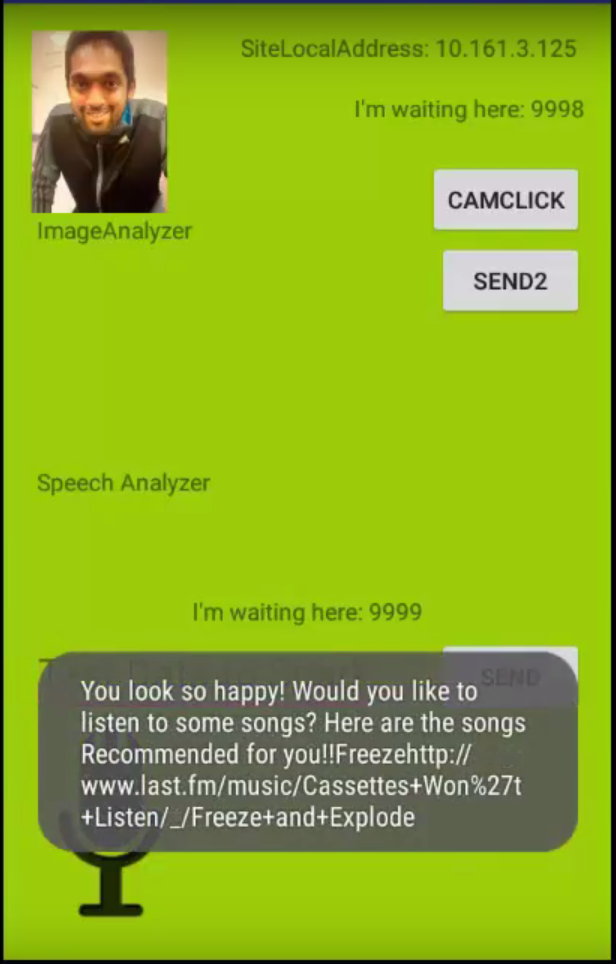 SiteLocalAddress: 10.161.3.125
I'm waiting here: 9998
CAMCLICK
ImageAnalyzer
SEND2
Speech Analyzer
I'm waiting here: 9999
SEND
You look so happy! Would you like to
listen to some songs? Here are the songs
Recommended for you!!Freezehttp://
www.last.fm/music/Cassettes+Won%27t
+Listen/_/Freeze+and+Explode